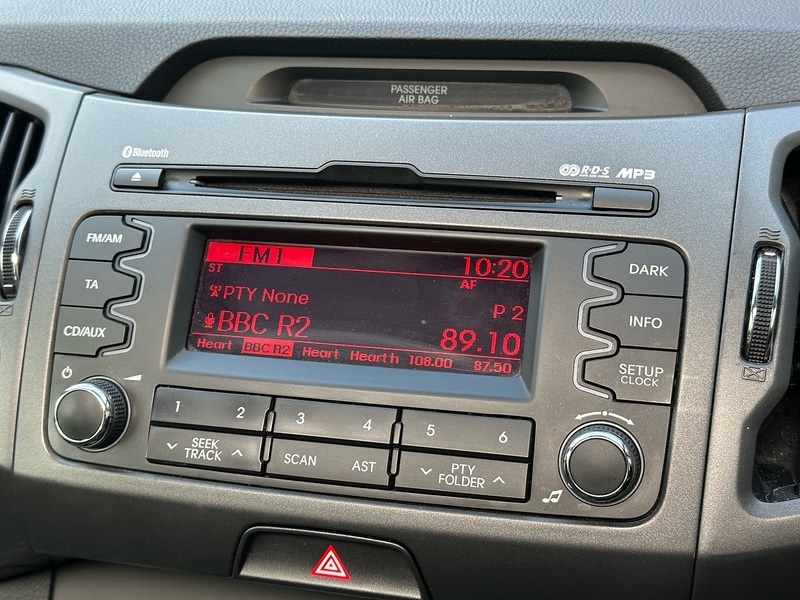 PASSENGER
AIR BAG
Bluetooth
R·D·S MP3
FM/AM
TA
CD/AUX
FM1 10:20
ST AF
PTY None P 2
BBC R2 89.10
Heart BBC R2 Heart Heart h 108.00 87.50
DARK
INFO
SETUP
CLOCK
1 2 3 4 5 6
SEEK
TRACK
SCAN AST
PTY
FOLDER